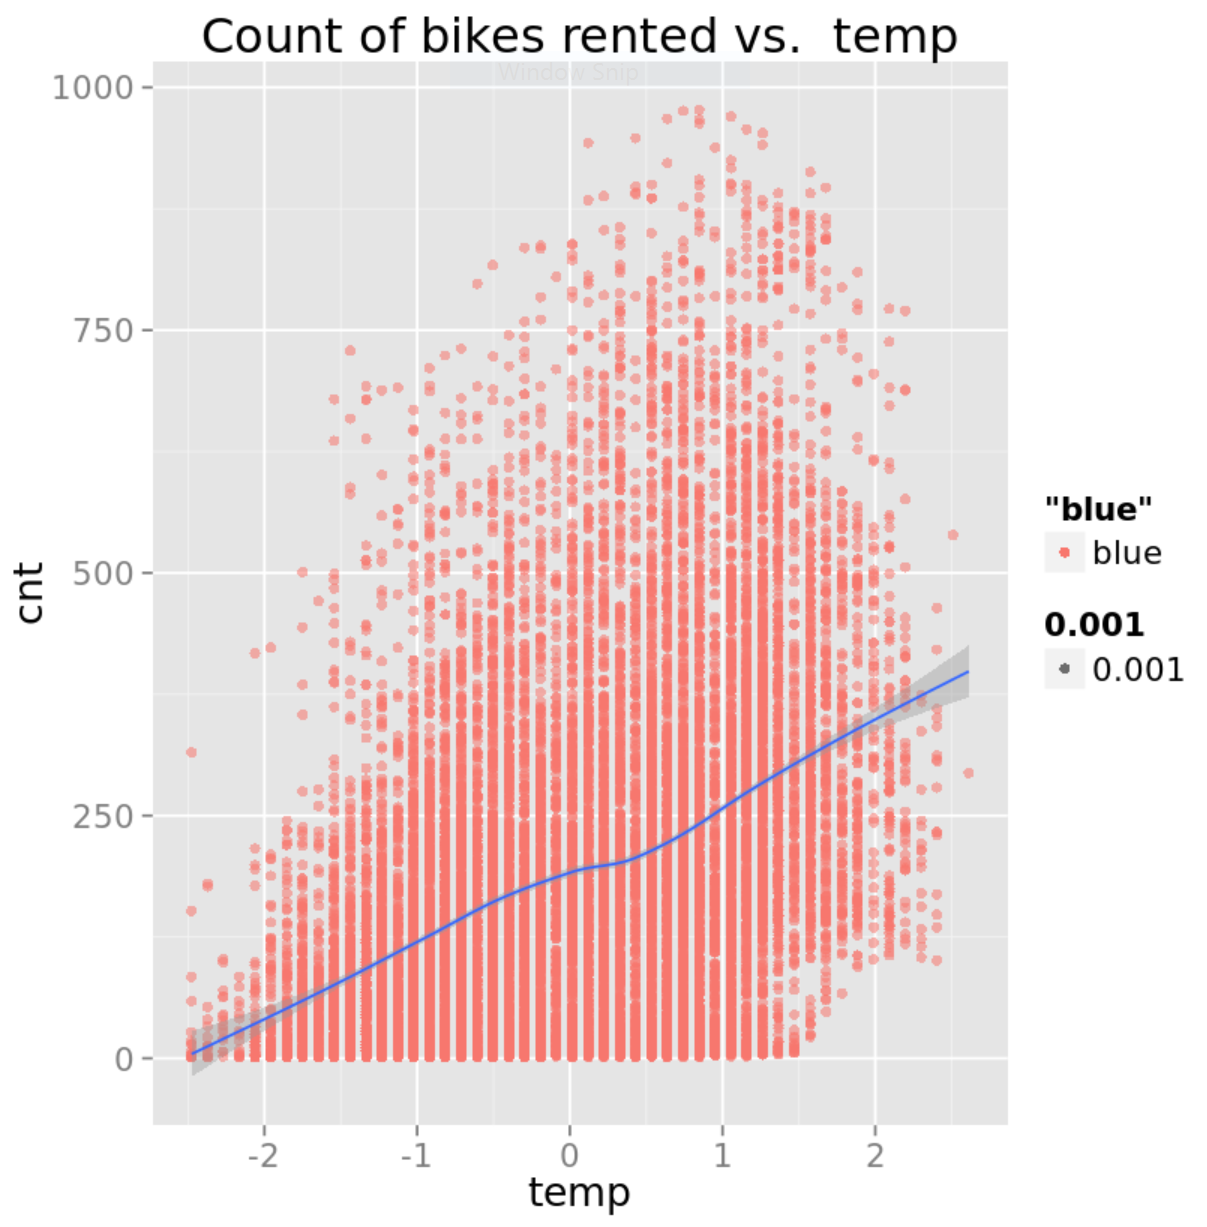 Count of bikes rented vs.  temp
Window Snip
1000
750
500
250
0
cnt
-2 -1 0 1 2
temp
"blue"
blue
0.001
0.001